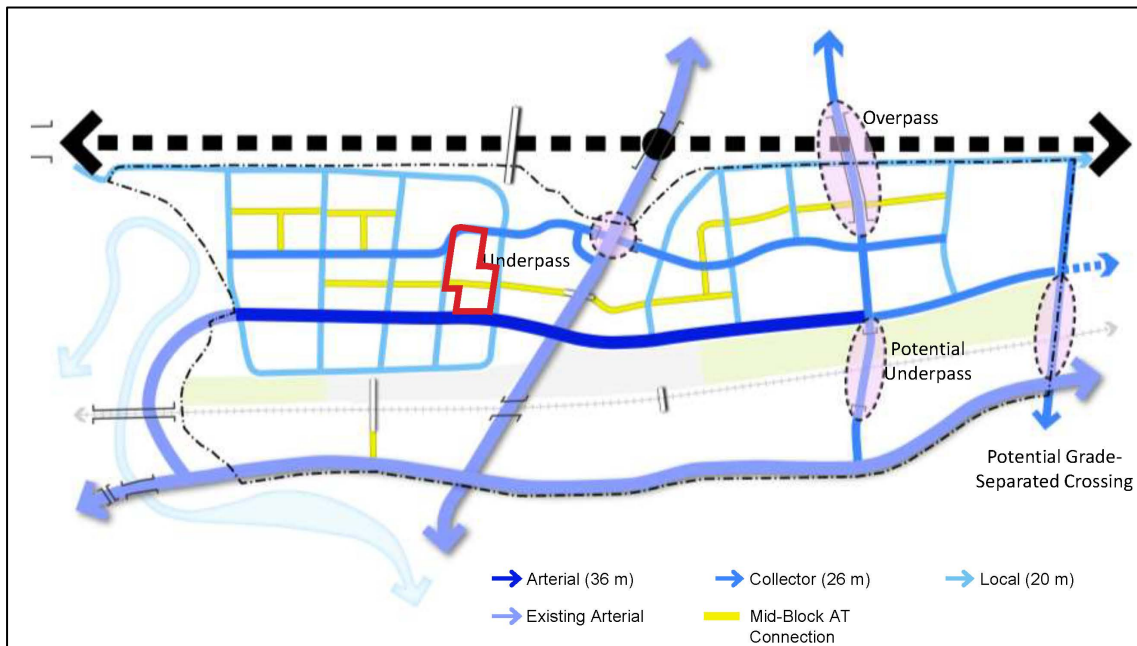 Overpass
Underpass
Potential
Underpass
Potential Grade-
Separated Crossing
Arterial (36 m)
Collector (26 m)
Local (20 m)
Existing Arterial
Mid-Block AT
Connection